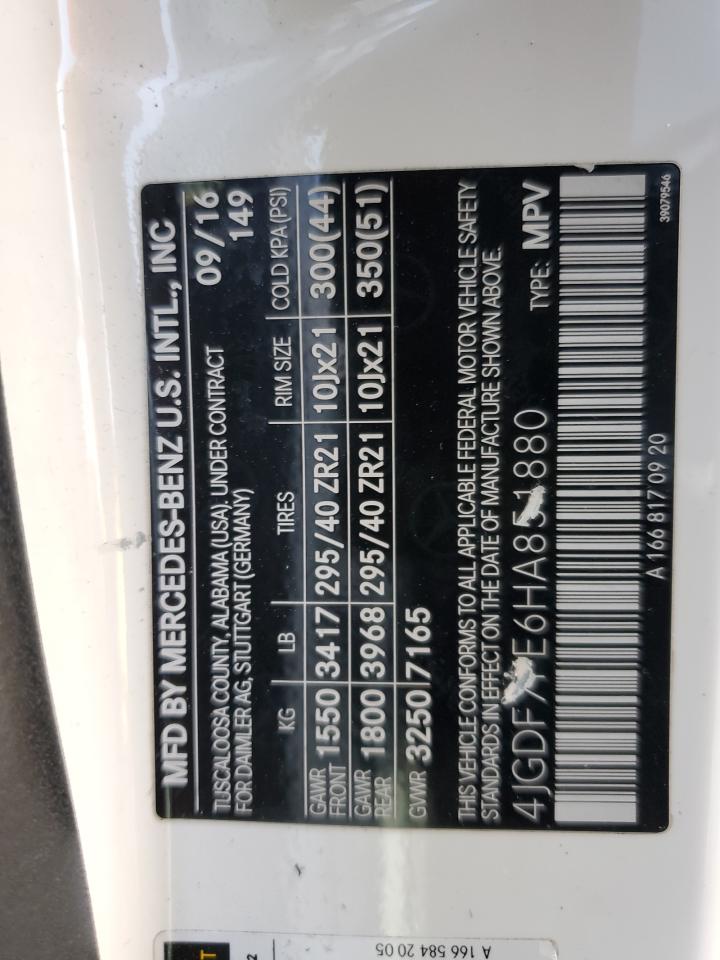 MFD BY MERCEDES-BENZ U.S. INTL., INC
TUSCALOOSA COUNTY, ALABAMA (USA). UNDER CONTRACT 09/16
FOR DAIMLER AG, STUTTGART (GERMANY) 149
KG LB TIRES RIM SIZE COLD KPA (PSI)
GAWR FRONT 1550 3417 295/40 ZR21 10Jx21 300(44)
GAWR REAR 1800 3968 295/40 ZR21 10Jx21 350(51)
GVWR 3250 7165
THIS VEHICLE CONFORMS TO ALL APPLICABLE FEDERAL MOTOR VEHICLE SAFETY
STANDARDS IN EFFECT ON THE DATE OF MANUFACTURE SHOWN ABOVE.
TYPE: MPV
A 166 817 09 20
39079546
A 166 584 20 05